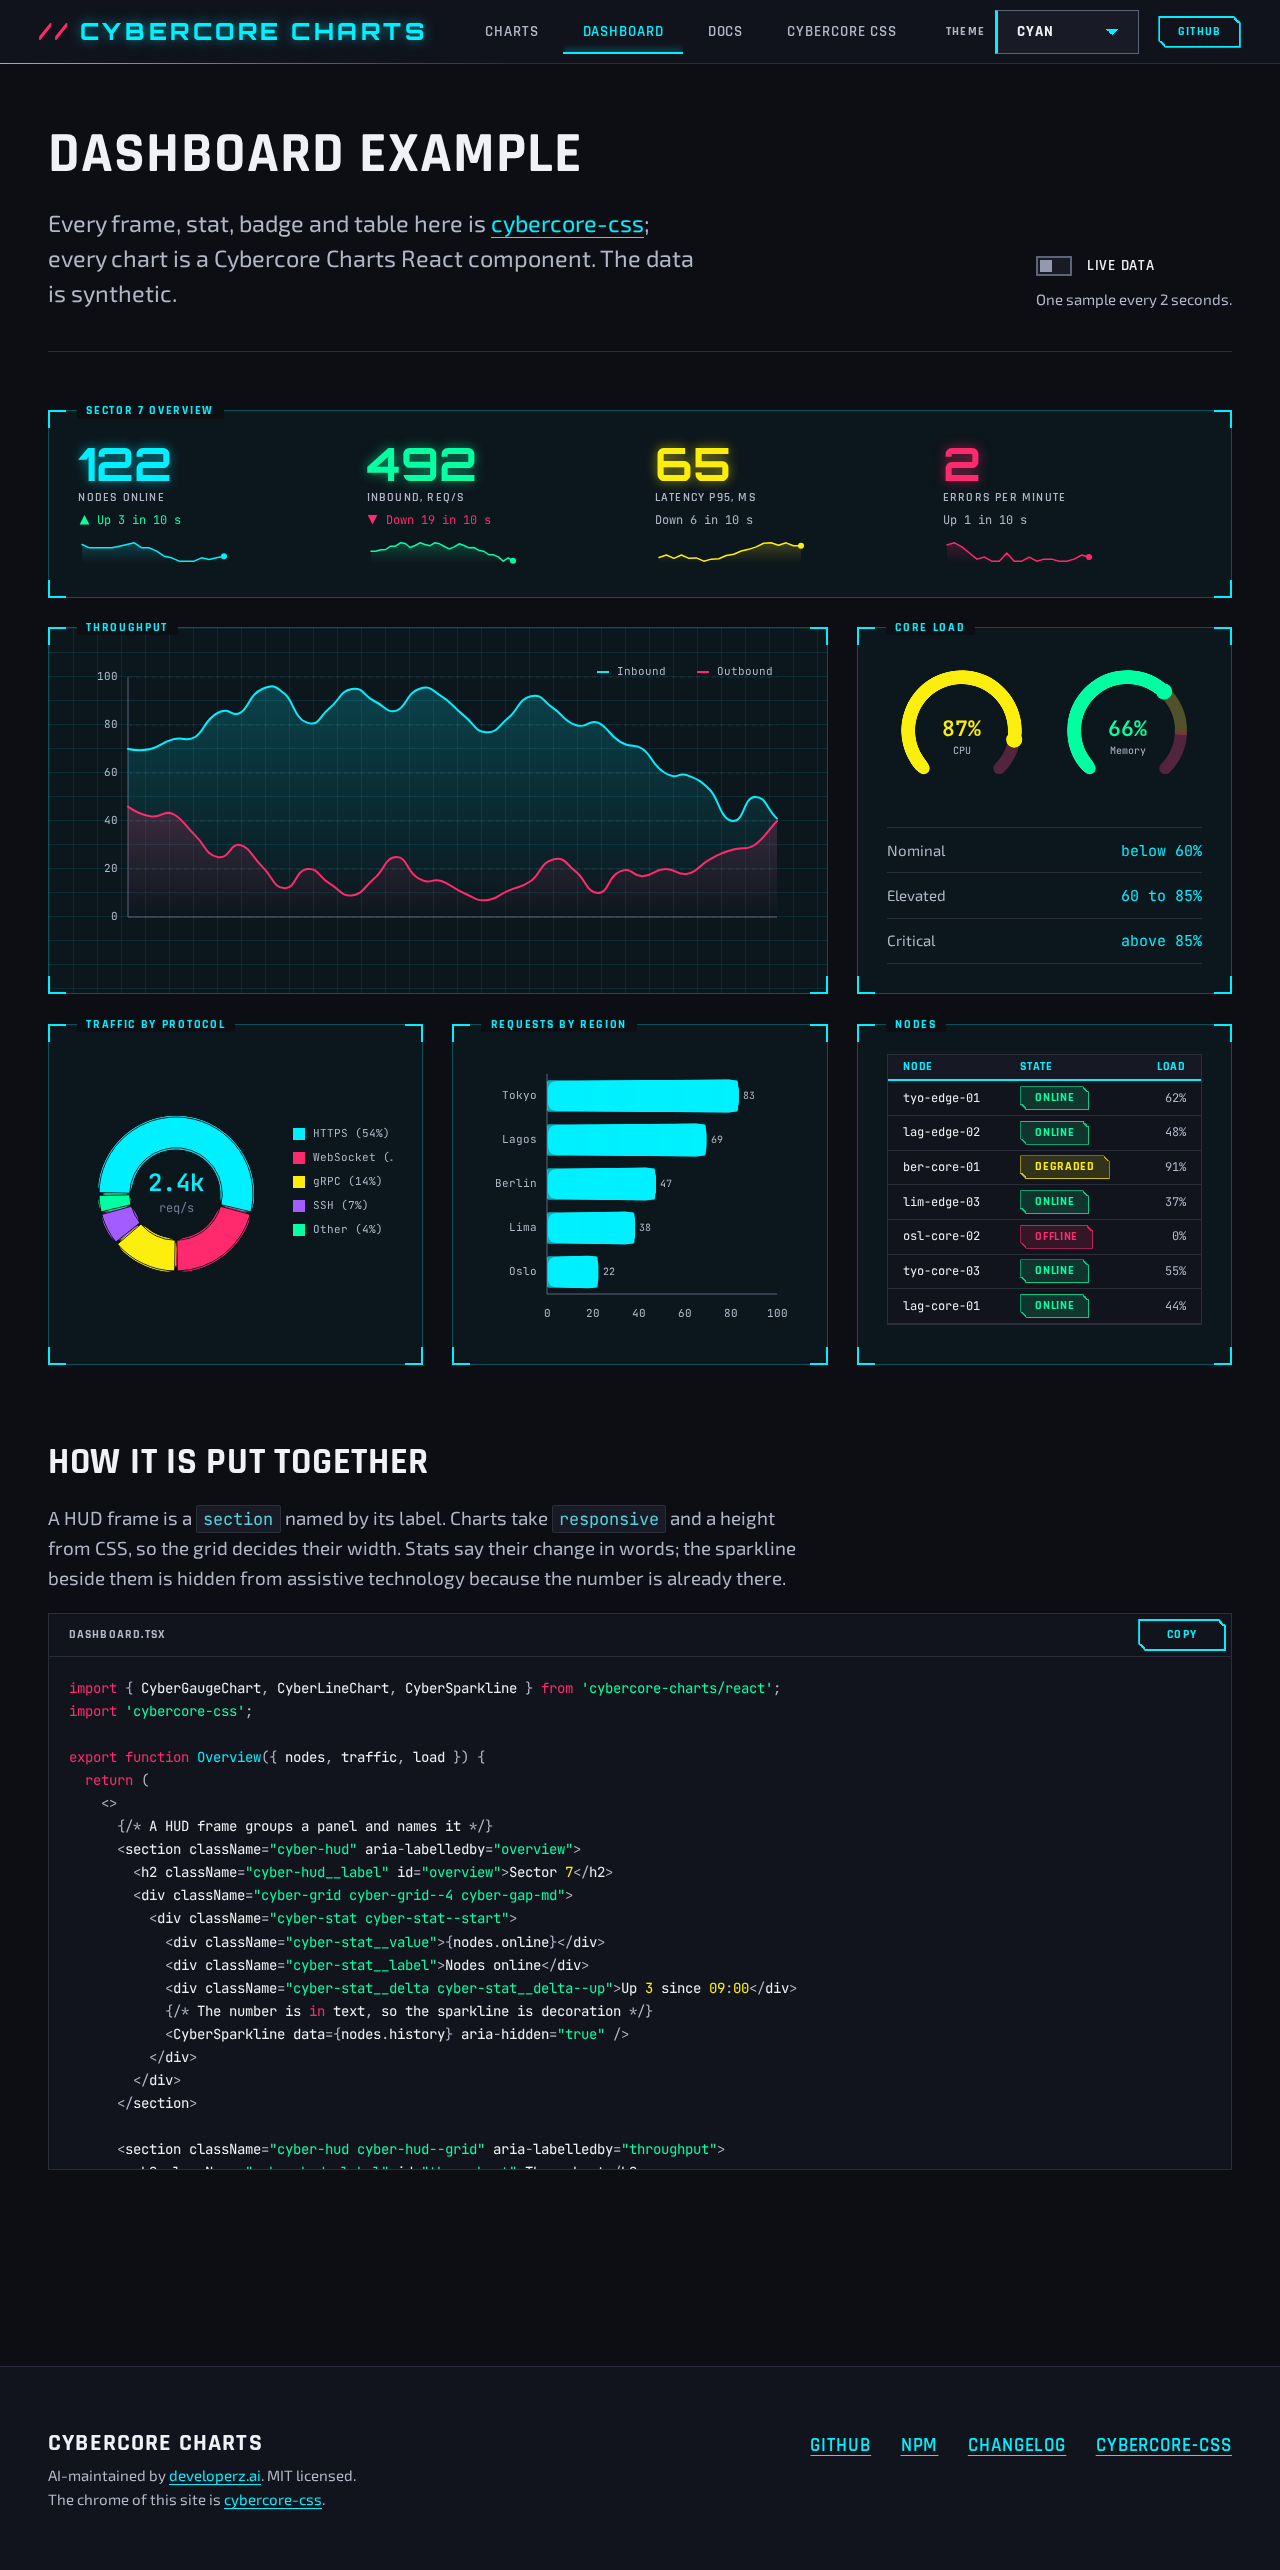 // CYBERCORE CHARTS
CHARTS
DASHBOARD
DOCS
CYBERCORE CSS
THEME
CYAN
GITHUB
DASHBOARD EXAMPLE
Every frame, stat, badge and table here is cybercore-css;
every chart is a Cybercore Charts React component. The data
is synthetic.
LIVE DATA
One sample every 2 seconds.
SECTOR 7 OVERVIEW
122
NODES ONLINE
▲ Up 3 in 10 s
492
INBOUND, REQ/S
▼ Down 19 in 10 s
65
LATENCY P95, MS
Down 6 in 10 s
2
ERRORS PER MINUTE
Up 1 in 10 s
THROUGHPUT
Inbound
Outbound
100
80
60
40
20
0
CORE LOAD
87%
CPU
66%
Memory
Nominal below 60%
Elevated 60 to 85%
Critical above 85%
TRAFFIC BY PROTOCOL
2.4k
req/s
HTTPS (54%)
WebSocket (.
gRPC (14%)
SSH (7%)
Other (4%)
REQUESTS BY REGION
Tokyo 83
Lagos 69
Berlin 47
Lima 38
Oslo 22
0 20 40 60 80 100
NODES
NODE STATE LOAD
tyo-edge-01 ONLINE 62%
lag-edge-02 ONLINE 48%
ber-core-01 DEGRADED 91%
lim-edge-03 ONLINE 37%
osl-core-02 OFFLINE 0%
tyo-core-03 ONLINE 55%
lag-core-01 ONLINE 44%
HOW IT IS PUT TOGETHER
A HUD frame is a section named by its label. Charts take responsive and a height
from CSS, so the grid decides their width. Stats say their change in words; the sparkline
beside them is hidden from assistive technology because the number is already there.
DASHBOARD.TSX
COPY
import { CyberGaugeChart, CyberLineChart, CyberSparkline } from 'cybercore-charts/react';
import 'cybercore-css';
export function Overview({ nodes, traffic, load }) {
return (
<>
{/* A HUD frame groups a panel and names it */}
<section className="cyber-hud" aria-labelledby="overview">
<h2 className="cyber-hud__label" id="overview">Sector 7</h2>
<div className="cyber-grid cyber-grid--4 cyber-gap-md">
<div className="cyber-stat cyber-stat--start">
<div className="cyber-stat__value">{nodes.online}</div>
<div className="cyber-stat__label">Nodes online</div>
<div className="cyber-stat__delta cyber-stat__delta--up">Up 3 since 09:00</div>
{/* The number is in text, so the sparkline is decoration */}
<CyberSparkline data={nodes.history} aria-hidden="true" />
</div>
</div>
</section>
<section className="cyber-hud cyber-hud--grid" aria-labelledby="throughput">
CYBERCORE CHARTS
AI-maintained by developerz.ai. MIT licensed.
The chrome of this site is cybercore-css.
GITHUB
NPM
CHANGELOG
CYBERCORE-CSS